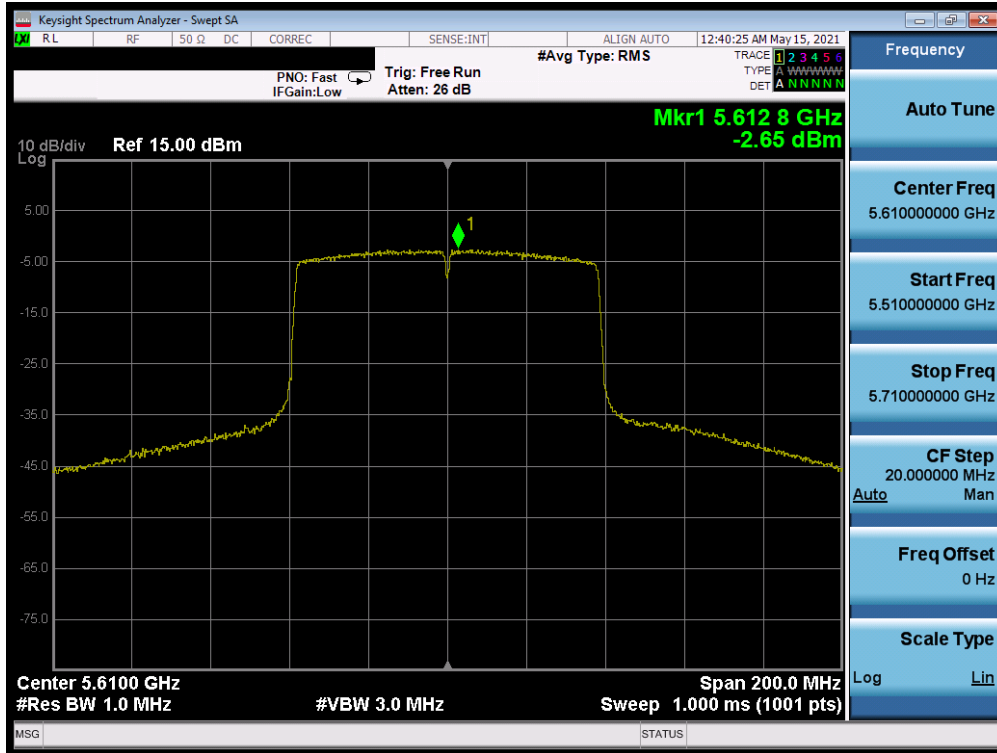 Keysight Spectrum Analyzer - Swept SA
LXI RL RF 50 Ω DC CORREC SENSE:INT ALIGN AUTO 12:40:25 AM May 15, 2021
#Avg Type: RMS
TRACE 1 2 3 4 5 6
PNO: Fast Trig: Free Run
TYPE A WWWWW
IFGain:Low Atten: 26 dB
DET A N N N N N
Mkr1 5.612 8 GHz
-2.65 dBm
10 dB/div Ref 15.00 dBm
Log
1
5.00
-5.00
-15.0
-25.0
-35.0
-45.0
-55.0
-65.0
-75.0
Center 5.6100 GHz Span 200.0 MHz
#Res BW 1.0 MHz #VBW 3.0 MHz Sweep 1.000 ms (1001 pts)
MSG STATUS
Frequency
Auto Tune
Center Freq
5.610000000 GHz
Start Freq
5.510000000 GHz
Stop Freq
5.710000000 GHz
CF Step
20.000000 MHz
Auto Man
Freq Offset
0 Hz
Scale Type
Log Lin